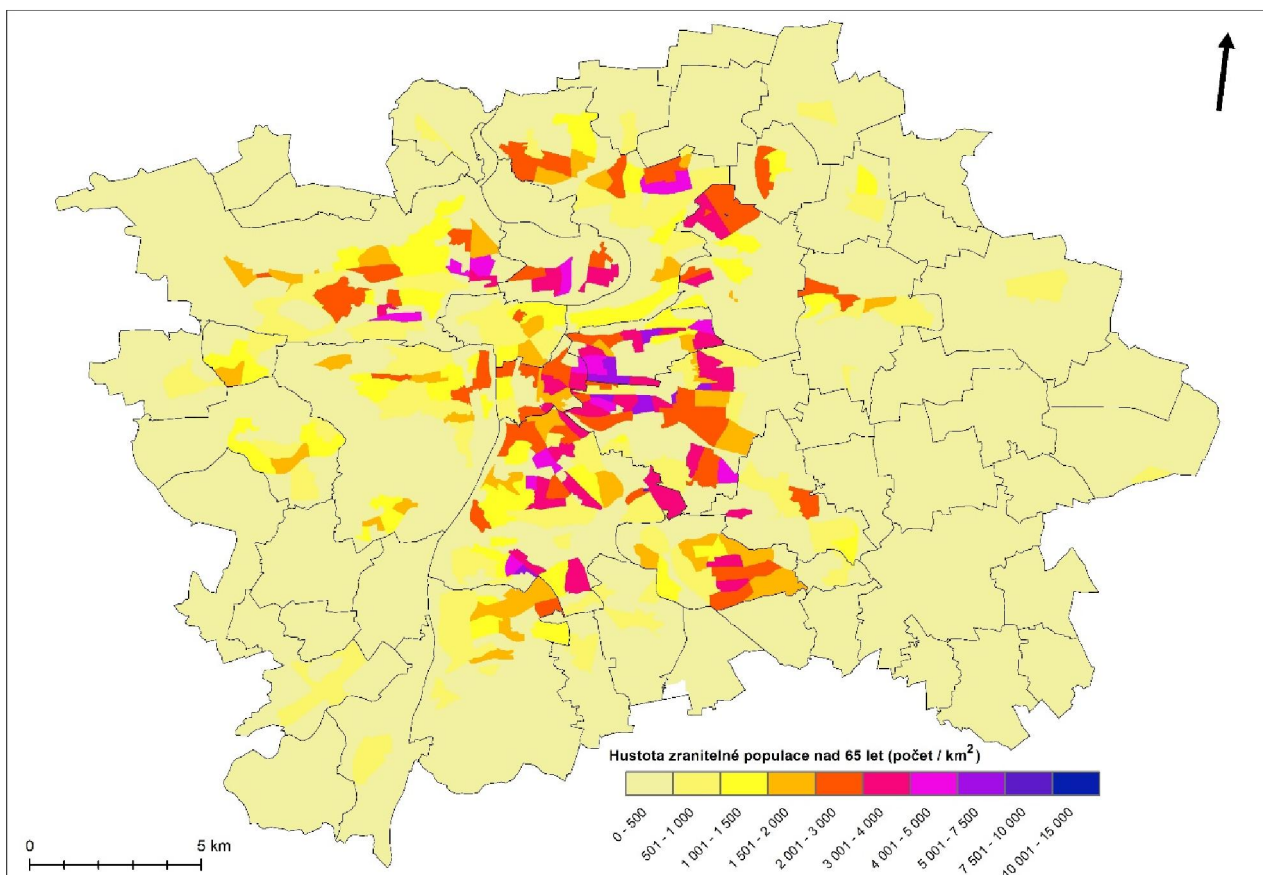 Hustota zranitelné populace nad 65 let (počet / km²)
0 - 500
501 - 1 000
1 001 - 1 500
1 501 - 2 000
2 001 - 3 000
3 001 - 4 000
4 001 - 5 000
5 001 - 7 500
7 501 - 10 000
10 001 - 15 000
0 5 km